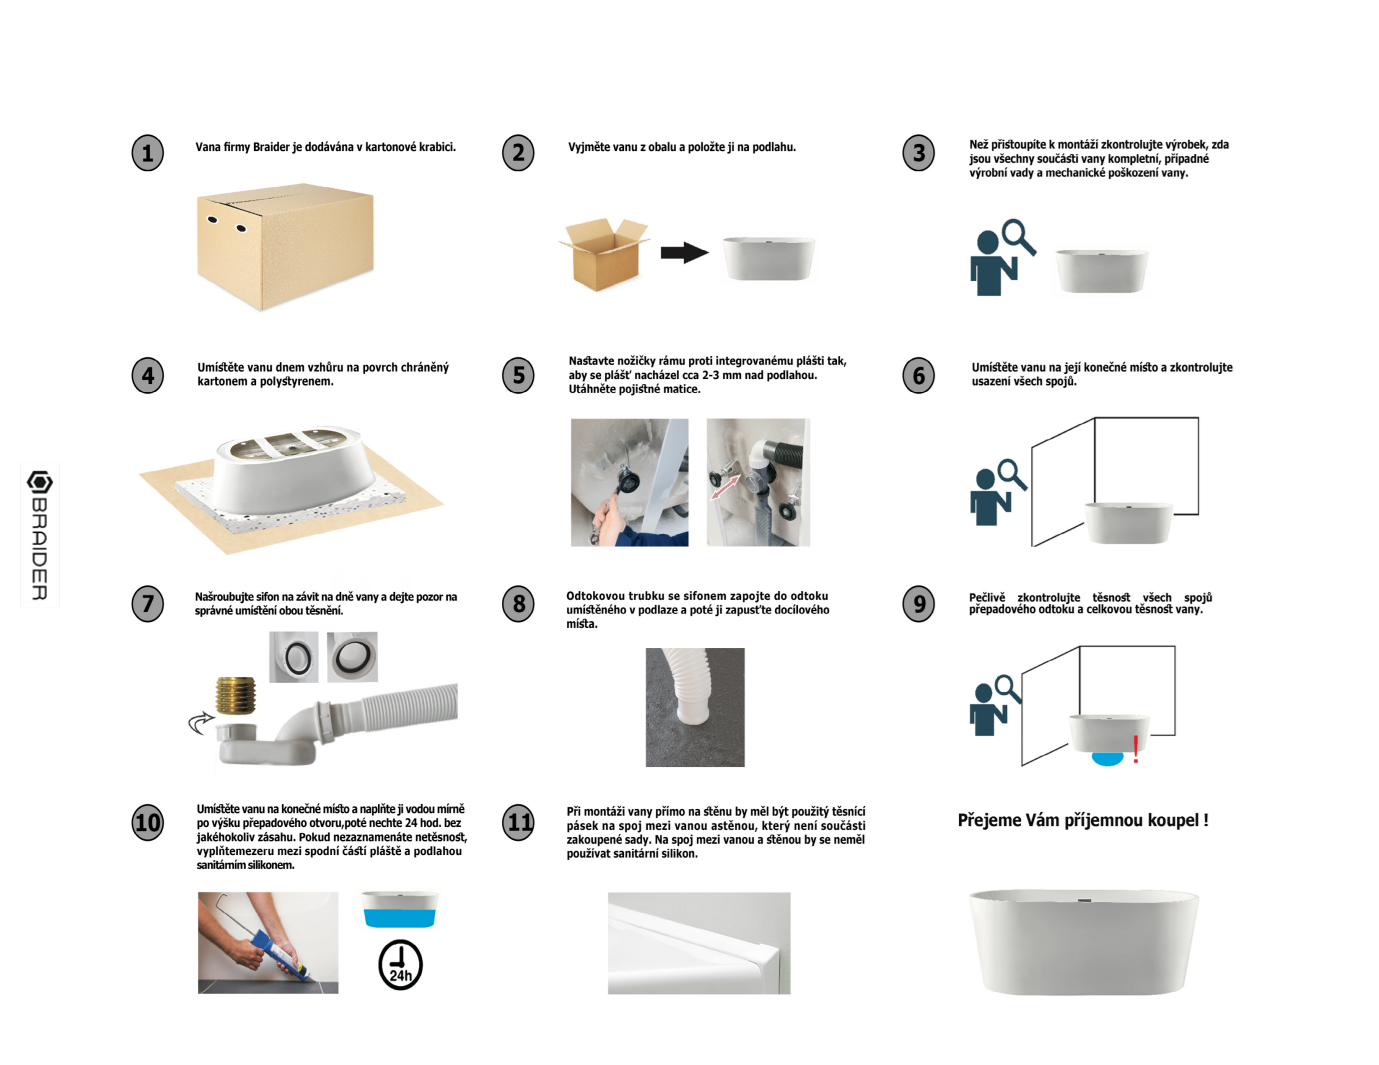 1
Vana firmy Braider je dodávána v kartonové krabici.
2
Vyjměte vanu z obalu a položte ji na podlahu.
3
Než přistoupíte k montáží zkontrolujte výrobek, zda
jsou všechny součásti vany kompletní, případné
výrobní vady a mechanické poškození vany.
4
Umístěte vanu dnem vzhůru na povrch chráněný
kartonem a polystyrenem.
5
Nastavte nožičky rámu proti integrovanému plášti tak,
aby se plášť nacházel cca 2-3 mm nad podlahou.
Utáhněte pojistné matice.
6
Umístěte vanu na její konečné místo a zkontrolujte
usazení všech spojů.
BRAIDER
7
Našroubujte sifon na závit na dně vany a dejte pozor na
správné umístění obou těsnění.
8
Odtokovou trubku se sifonem zapojte do odtoku
umístěného v podlaze a poté ji zapusťte docílového
místa.
9
Pečlivě zkontrolujte těsnost všech spojů
přepadového odtoku a celkovou těsnost vany.
!
10
Umístěte vanu na konečné místo a naplňte ji vodou mírně
po výšku přepadového otvoru,poté nechte 24 hod. bez
jakéhokoliv zásahu. Pokud nezaznamenáte netěsnost,
vyplňtemezeru mezi spodní částí pláště a podlahou
sanitárním silikonem.
24h
11
Při montáži vany přímo na stěnu by měl být použitý těsnící
pásek na spoj mezi vanou astěnou, který není součásti
zakoupené sady. Na spoj mezi vanou a stěnou by se neměl
používat sanitární silikon.
Přejeme Vám příjemnou koupel !